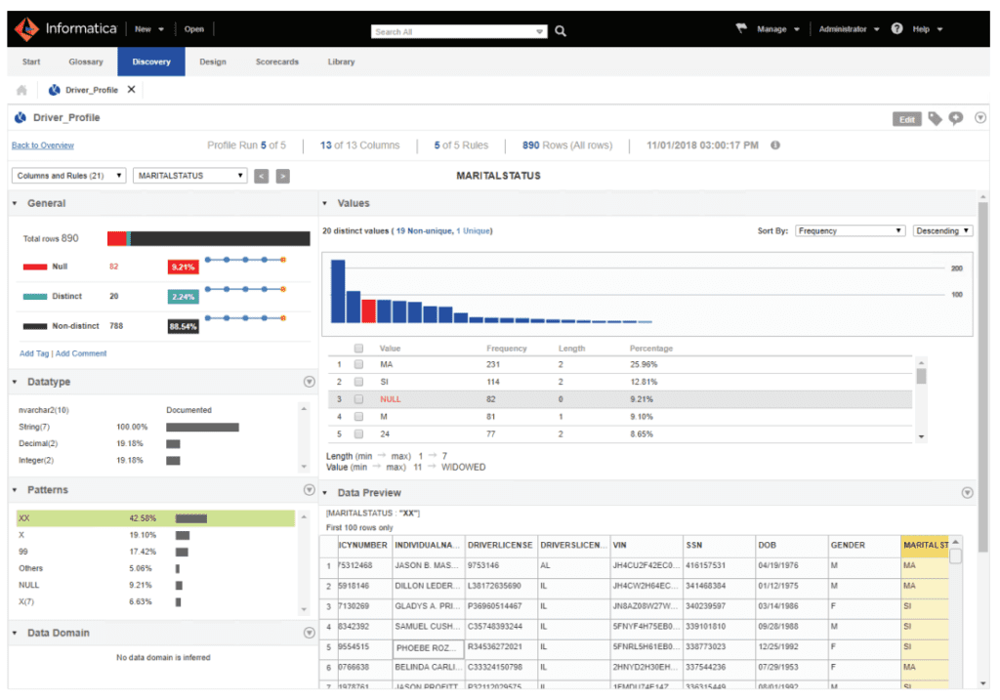 Informatica New Open Search All Manage Administrator Help
Start Glossary Discovery Design Scorecards Library
Driver_Profile
Driver_Profile Edit
Back to Overview Profile Run 5 of 5 13 of 13 Columns 5 of 5 Rules 890 Rows (All rows) 11/01/2018 03:00:17 PM
Columns and Rules (21) MARITALSTATUS < > MARITALSTATUS
General
Total rows 890
Null 82 9.21%
Distinct 20 2.24%
Non-distinct 788 88.54%
Add Tag | Add Comment
Datatype
nvarchar2(10) Documented
String(7) 100.00%
Decimal(2) 19.18%
Integer(2) 19.18%
Patterns
XX 42.58%
X 19.10%
99 17.42%
Others 5.06%
NULL 9.21%
X(7) 6.63%
Data Domain
No data domain is inferred
Values
20 distinct values ( 19 Non-unique, 1 Unique)
Sort By: Frequency Descending
200
100
Value Frequency Length Percentage
1 MA 231 2 25.96%
2 SI 114 2 12.81%
3 NULL 82 0 9.21%
4 M 81 1 9.10%
5 24 77 2 8.65%
Length (min → max) 1 → 7
Value (min → max) 11 → WIDOWED
Data Preview
[MARITALSTATUS : "XX"]
First 100 rows only
ICYNUMBER INDIVIDUALNA... DRIVERLICENSE DRIVERSLICEN... VIN SSN DOB GENDER MARITALST
1 75312468 JASON B. MAS... 9753146 AL JH4CU2F42EC0... 416157531 04/19/1976 M MA
2 5918146 DILLON LEDER... L38172635690 IL JH4CW2H64EC... 341468384 01/12/1975 M MA
3 7130269 GLADYS A. PRI... P36960514467 IL JN8AZ08W27W... 340239597 03/14/1986 F SI
4 8342392 SAMUEL CUSH... C35748393244 IL 5FNYF4H75EB0... 339101810 09/28/1988 M SI
5 9554515 PHOEBE ROZ... R34536272021 IL 5FNRL5H61EB0... 338773023 12/25/1992 F SI
6 0766638 BELINDA CARLI... C33324150798 IL 2HNYD2H30EH... 337544236 07/29/1953 F MA
7 1978761 JASON PROFITT P32112029575 IL 1FMDU74F147 336315449 08/01/1992 M SI